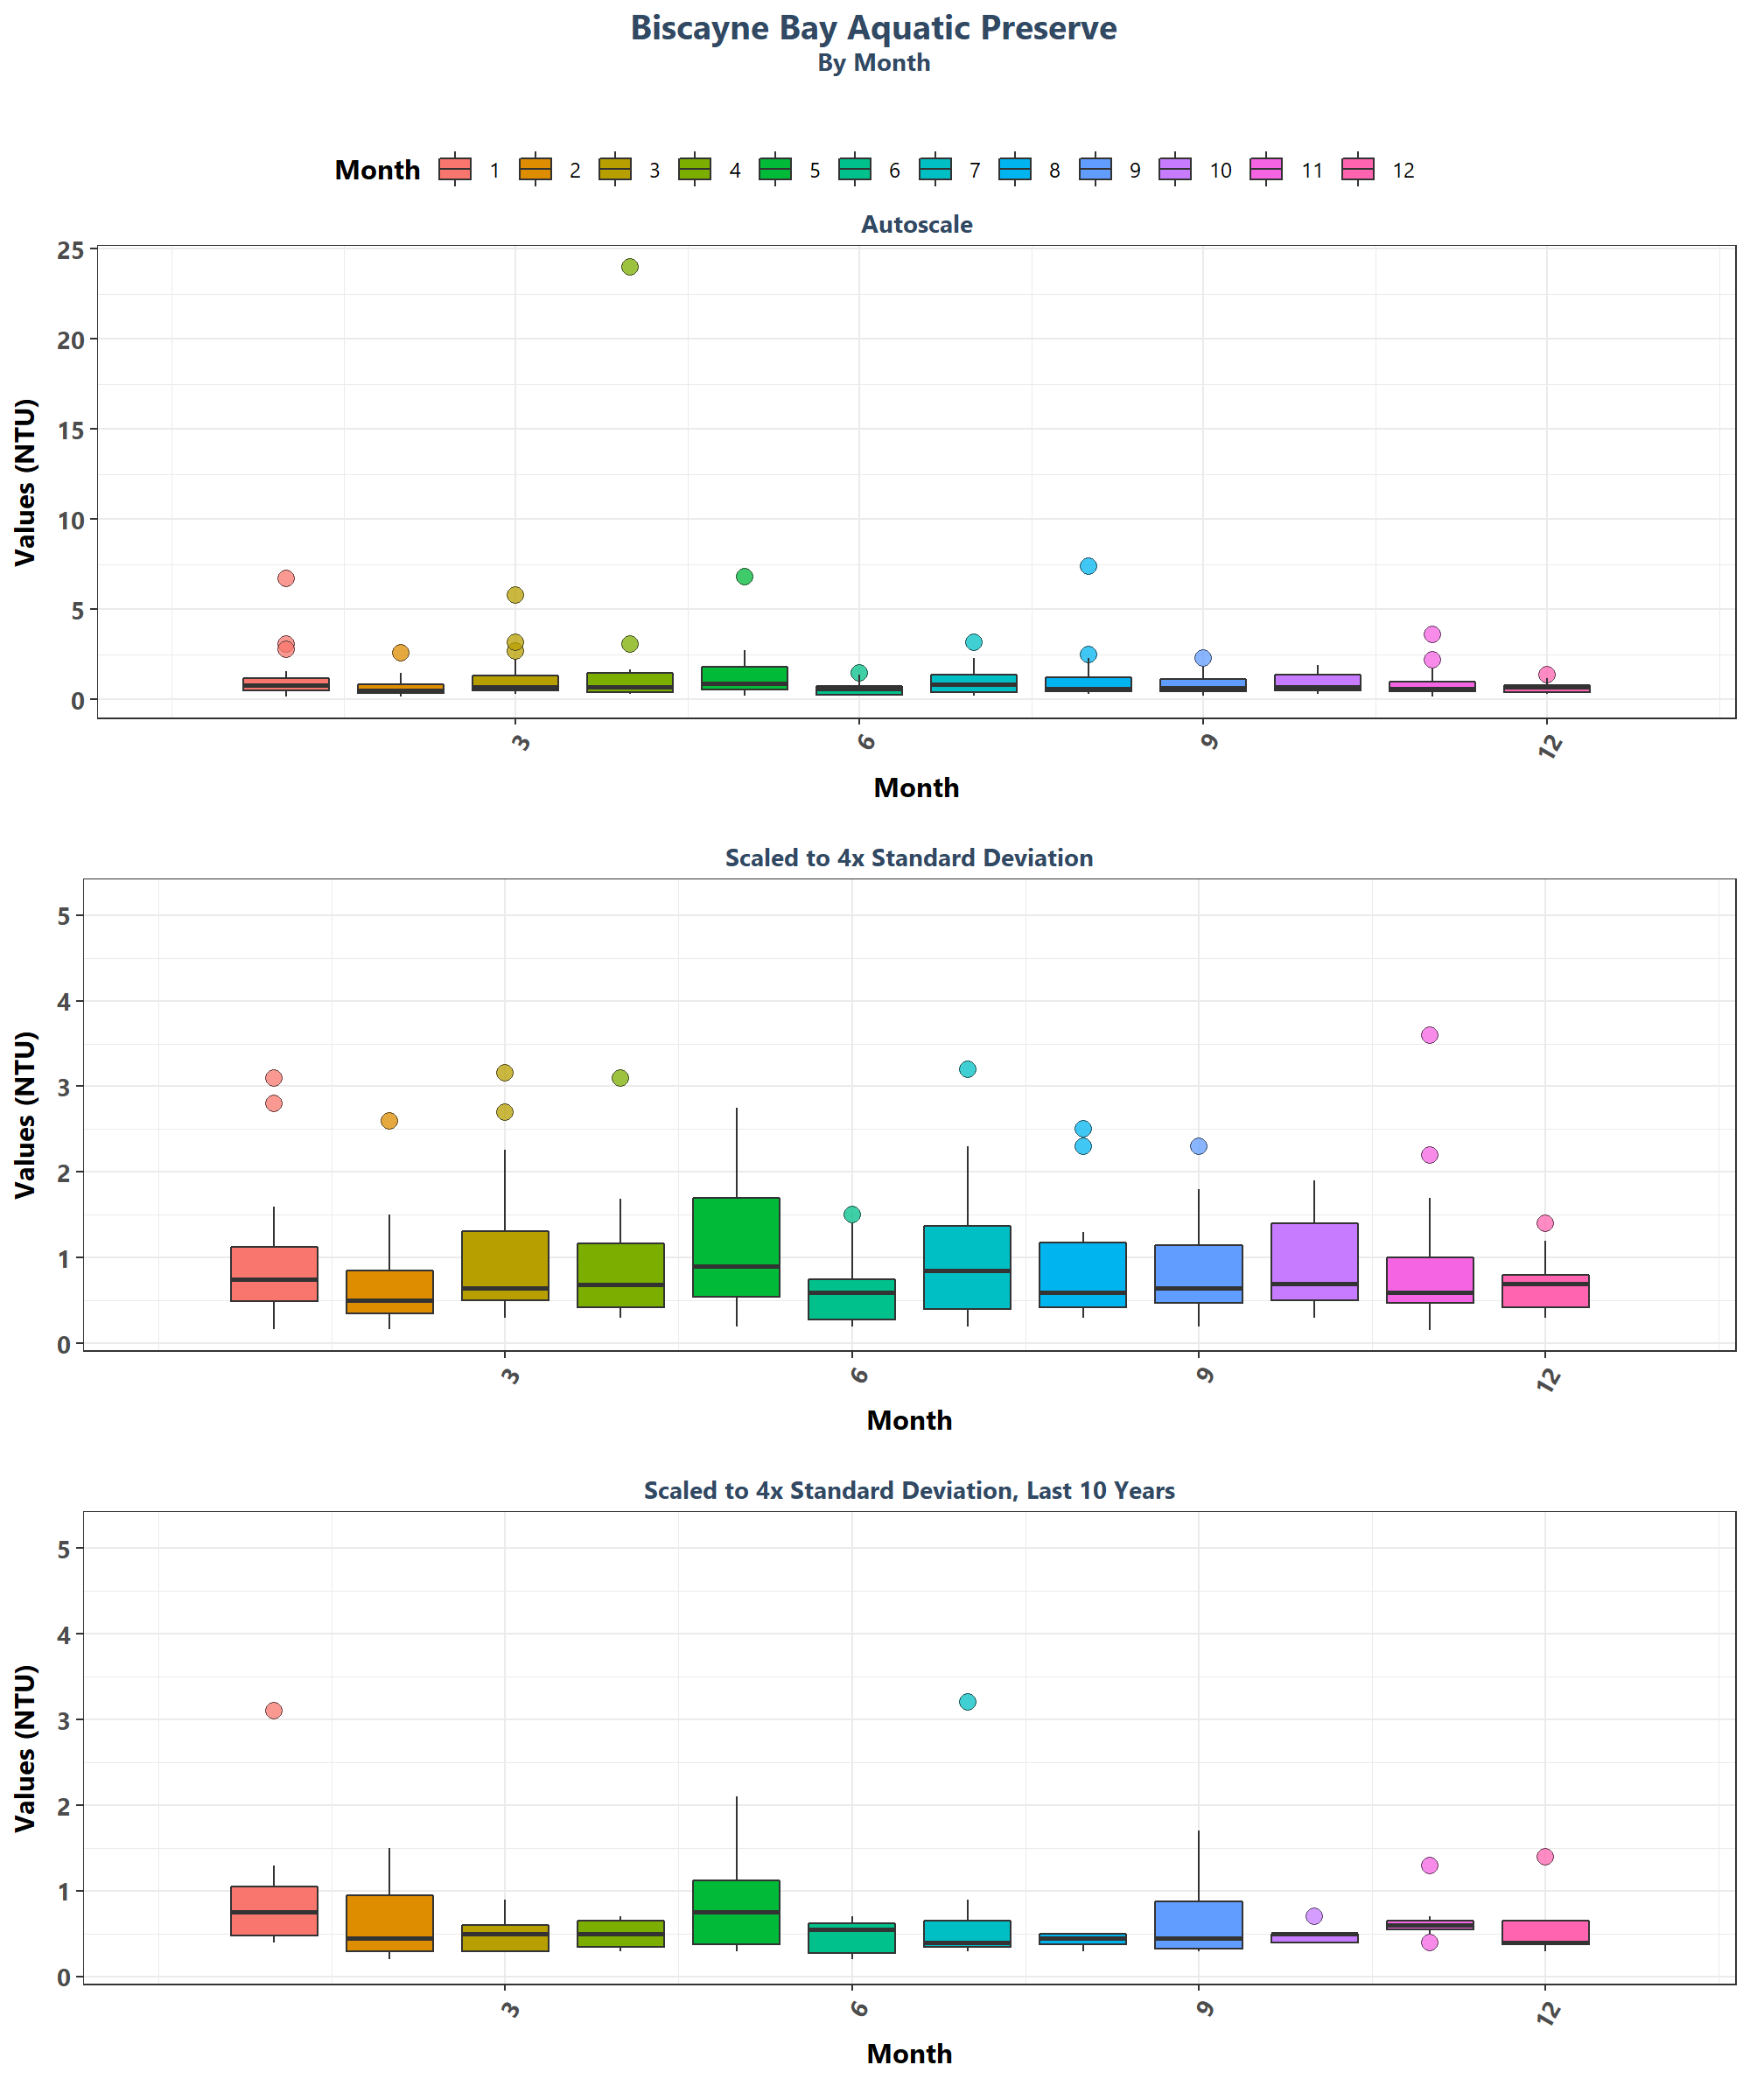 Biscayne Bay Aquatic Preserve
By Month
Month 1 2 3 4 5 6 7 8 9 10 11 12
Autoscale
25
20
15
10
5
0
Values (NTU)
3 6 9 12
Month
Scaled to 4x Standard Deviation
5
4
3
2
1
0
Values (NTU)
3 6 9 12
Month
Scaled to 4x Standard Deviation, Last 10 Years
5
4
3
2
1
0
Values (NTU)
3 6 9 12
Month